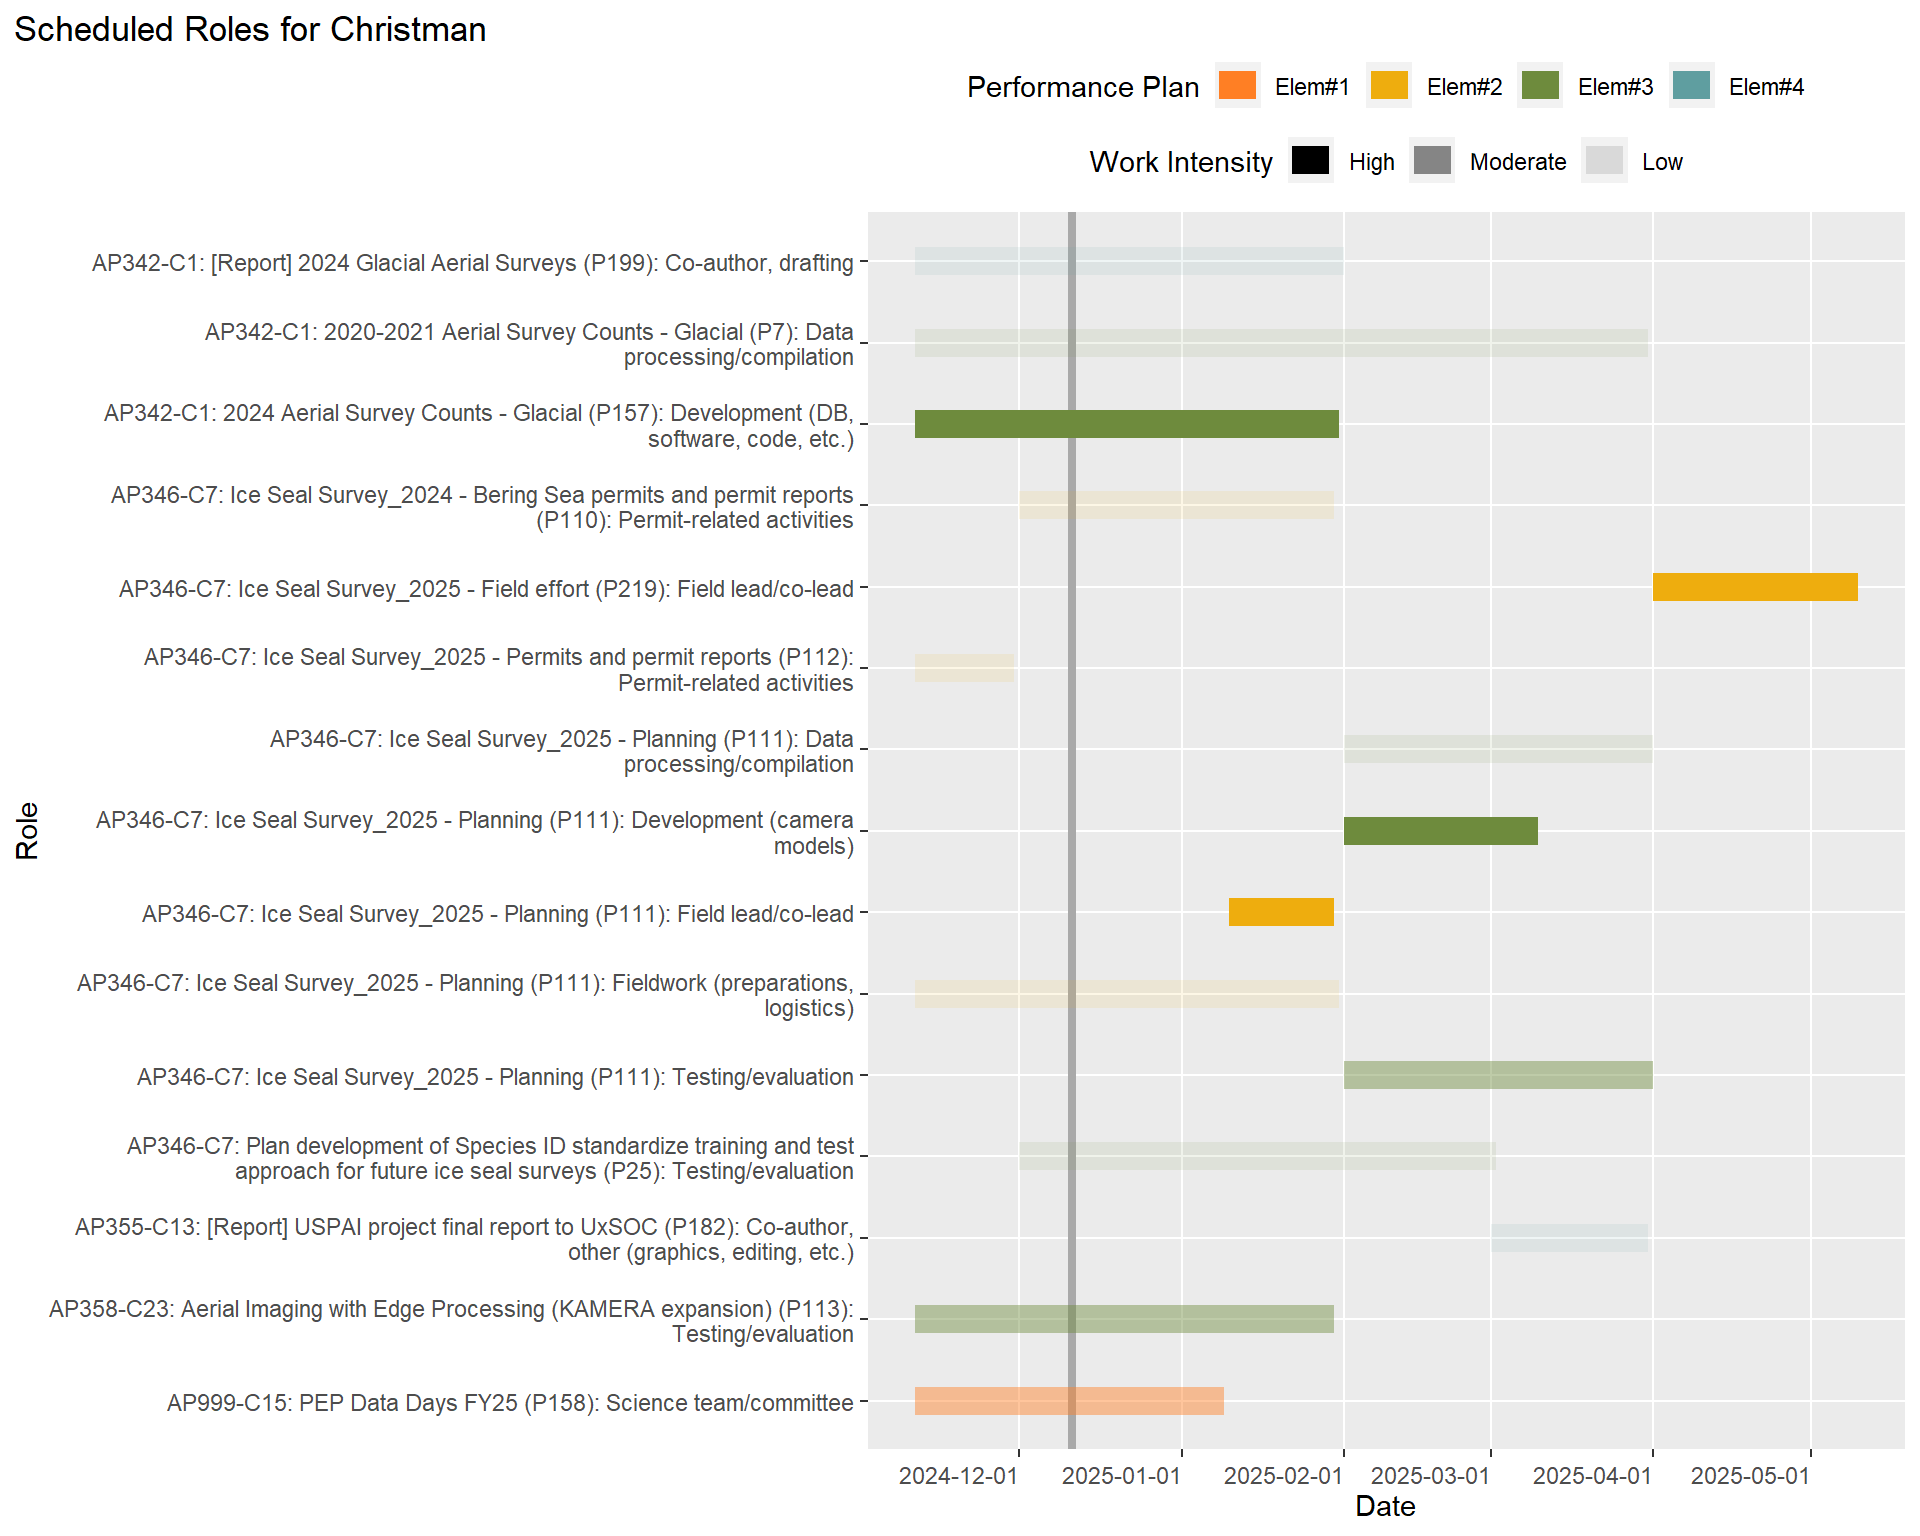 Scheduled Roles for Christman
Performance Plan Elem#1 Elem#2 Elem#3 Elem#4
Work Intensity High Moderate Low
AP342-C1: [Report] 2024 Glacial Aerial Surveys (P199): Co-author, drafting
AP342-C1: 2020-2021 Aerial Survey Counts - Glacial (P7): Data
processing/compilation
AP342-C1: 2024 Aerial Survey Counts - Glacial (P157): Development (DB,
software, code, etc.)
AP346-C7: Ice Seal Survey_2024 - Bering Sea permits and permit reports
(P110): Permit-related activities
AP346-C7: Ice Seal Survey_2025 - Field effort (P219): Field lead/co-lead
AP346-C7: Ice Seal Survey_2025 - Permits and permit reports (P112):
Permit-related activities
AP346-C7: Ice Seal Survey_2025 - Planning (P111): Data
processing/compilation
AP346-C7: Ice Seal Survey_2025 - Planning (P111): Development (camera
models)
AP346-C7: Ice Seal Survey_2025 - Planning (P111): Field lead/co-lead
AP346-C7: Ice Seal Survey_2025 - Planning (P111): Fieldwork (preparations,
logistics)
AP346-C7: Ice Seal Survey_2025 - Planning (P111): Testing/evaluation
AP346-C7: Plan development of Species ID standardize training and test
approach for future ice seal surveys (P25): Testing/evaluation
AP355-C13: [Report] USPAI project final report to UxSOC (P182): Co-author,
other (graphics, editing, etc.)
AP358-C23: Aerial Imaging with Edge Processing (KAMERA expansion) (P113):
Testing/evaluation
AP999-C15: PEP Data Days FY25 (P158): Science team/committee
Role
2024-12-01 2025-01-01 2025-02-01 2025-03-01 2025-04-01 2025-05-01
Date